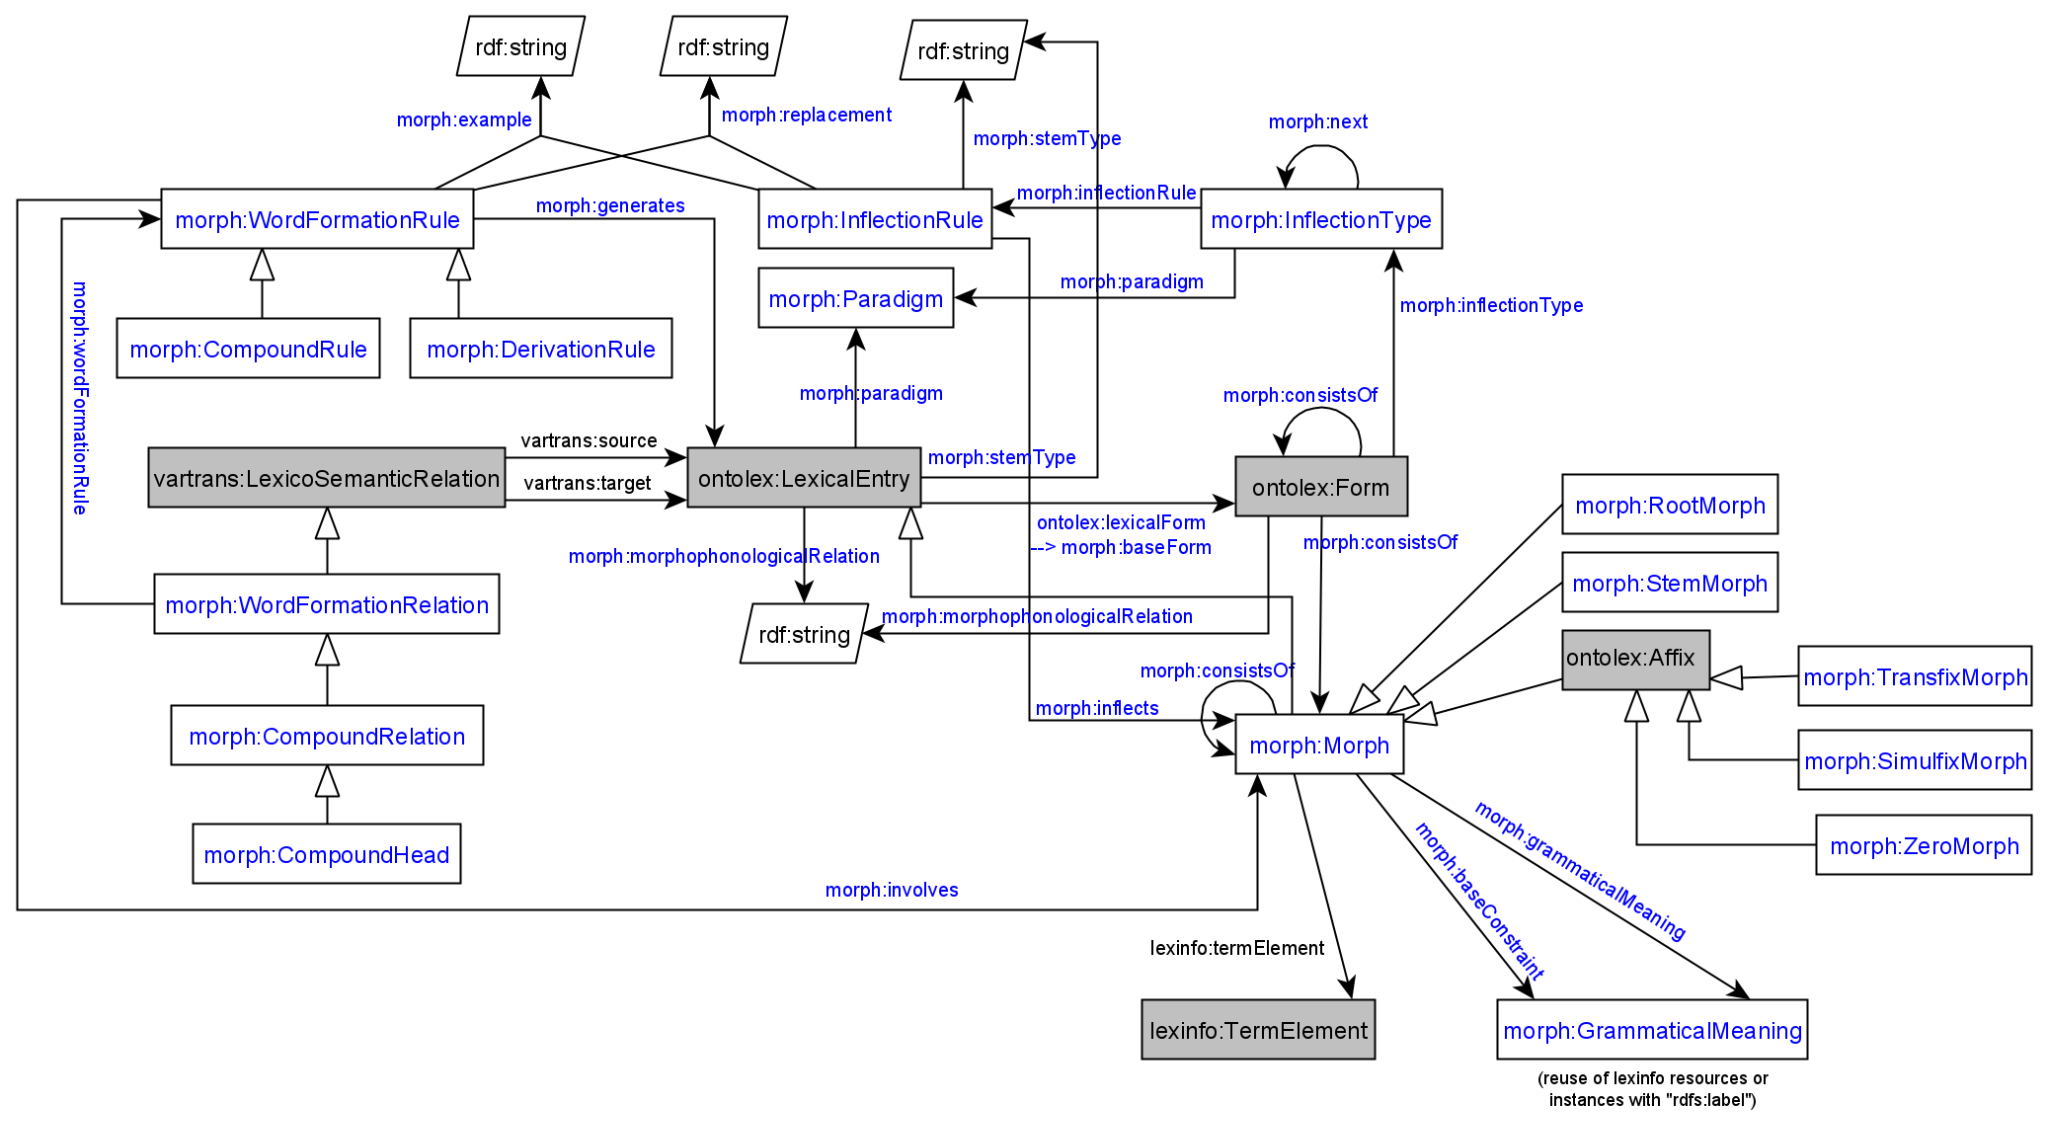 rdf:string
rdf:string
rdf:string
morph:example
morph:replacement
morph:stemType
morph:next
morph:WordFormationRule
morph:generates
morph:InflectionRule
morph:inflectionRule
morph:InflectionType
morph:Paradigm
morph:paradigm
morph:inflectionType
morph:wordFormationRule
morph:CompoundRule
morph:DerivationRule
morph:paradigm
morph:consistsOf
vartrans:LexicoSemanticRelation
vartrans:source
vartrans:target
ontolex:LexicalEntry
morph:stemType
ontolex:Form
ontolex:lexicalForm
--> morph:baseForm
morph:consistsOf
morph:RootMorph
morph:morphophonologicalRelation
morph:StemMorph
morph:WordFormationRelation
rdf:string
morph:morphophonologicalRelation
ontolex:Affix
morph:consistsOf
morph:TransfixMorph
morph:inflects
morph:CompoundRelation
morph:Morph
morph:SimulfixMorph
morph:CompoundHead
morph:ZeroMorph
morph:involves
morph:grammaticalMeaning
morph:baseConstraint
lexinfo:termElement
lexinfo:TermElement
morph:GrammaticalMeaning
(reuse of lexinfo resources or
instances with "rdfs:label")